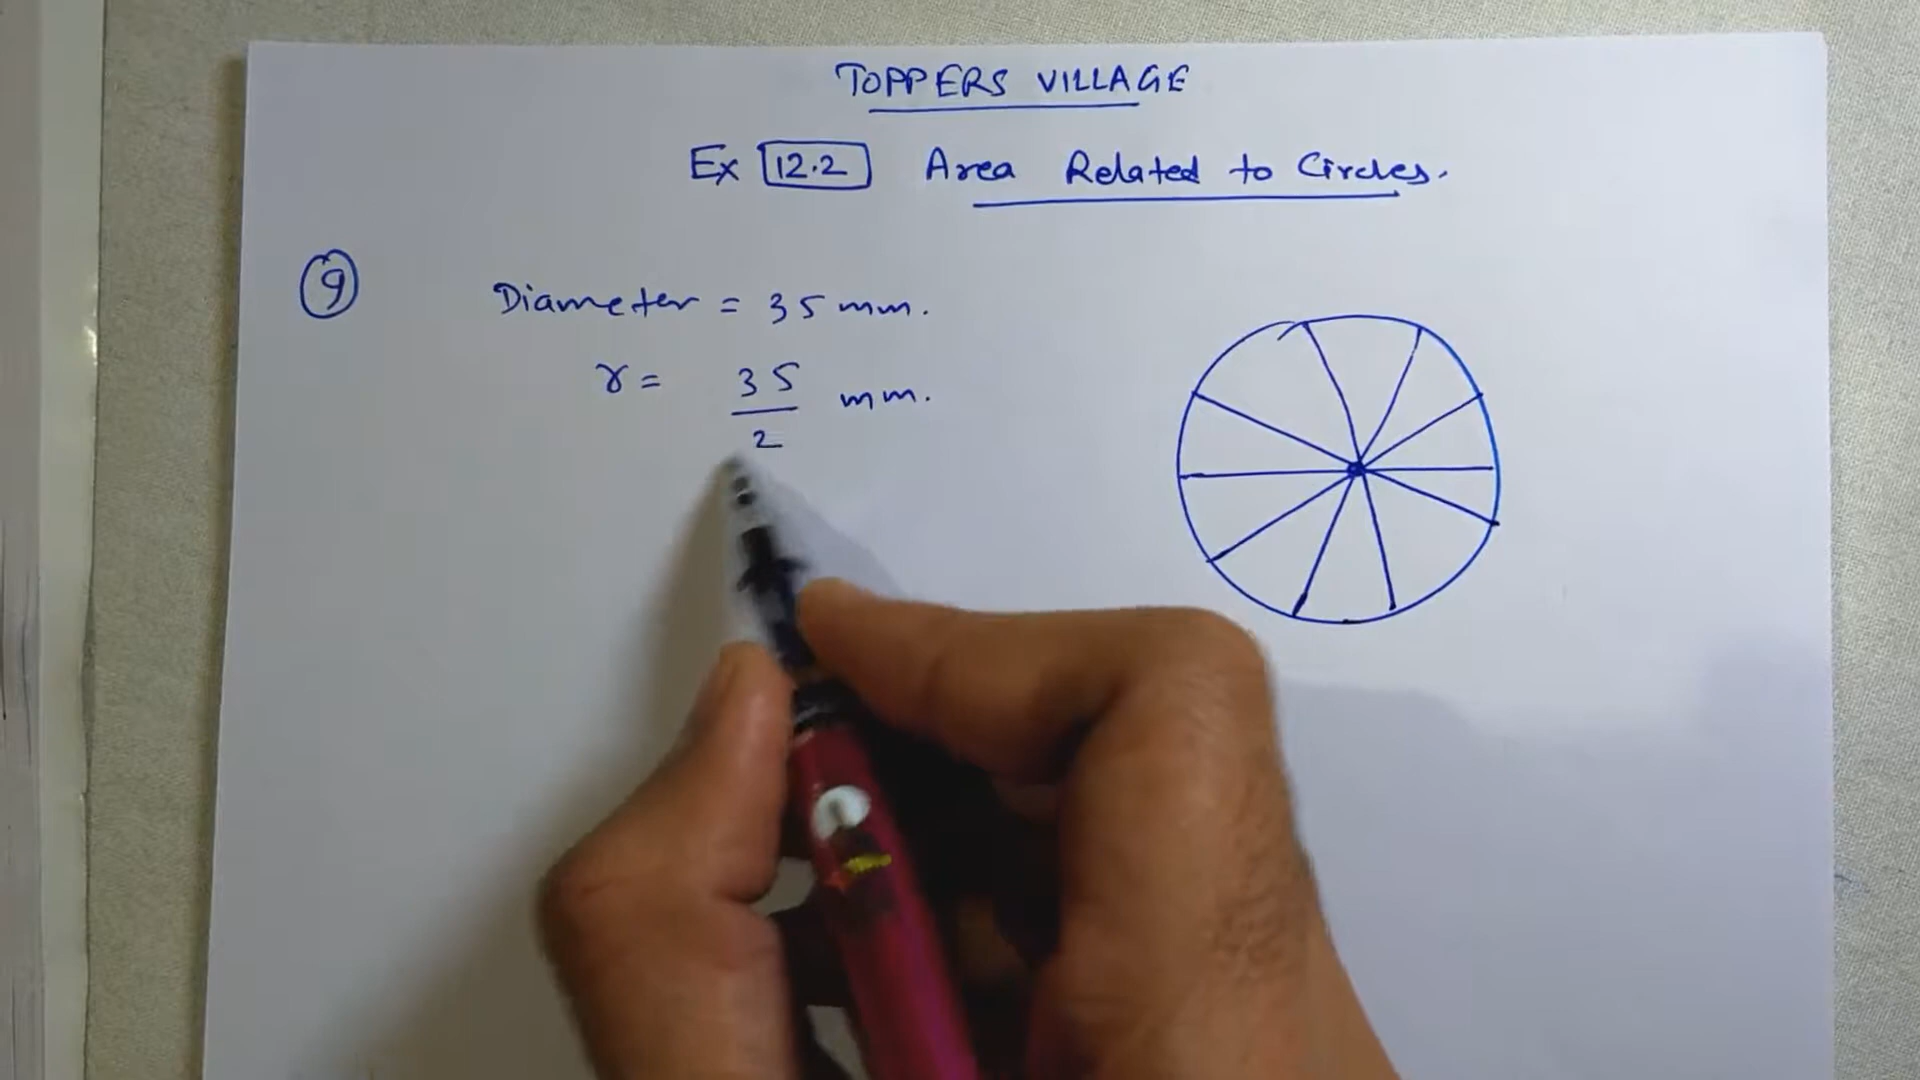 TOPPERS VILLAGE
Ex 12.2 Area Related to Circles.
9
Diameter = 35 mm.
r = 35/2 mm.